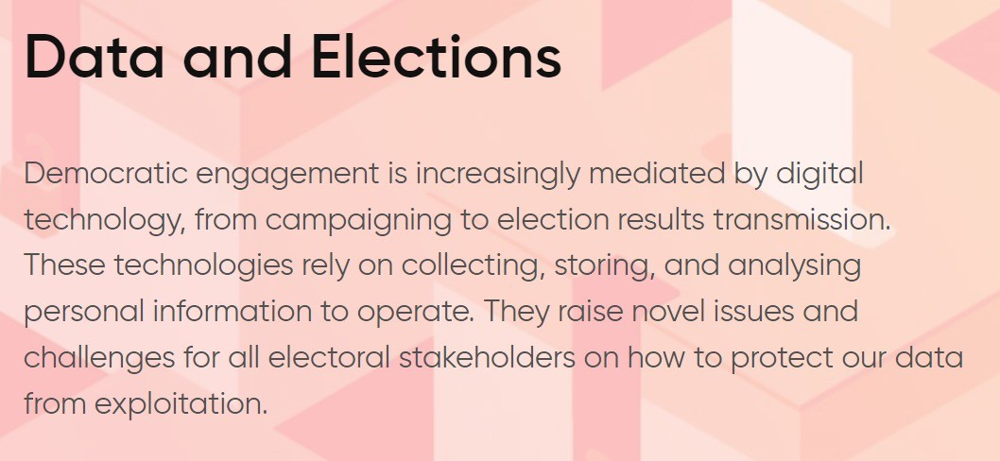 Data and Elections
Democratic engagement is increasingly mediated by digital
technology, from campaigning to election results transmission.
These technologies rely on collecting, storing, and analysing
personal information to operate. They raise novel issues and
challenges for all electoral stakeholders on how to protect our data
from exploitation.